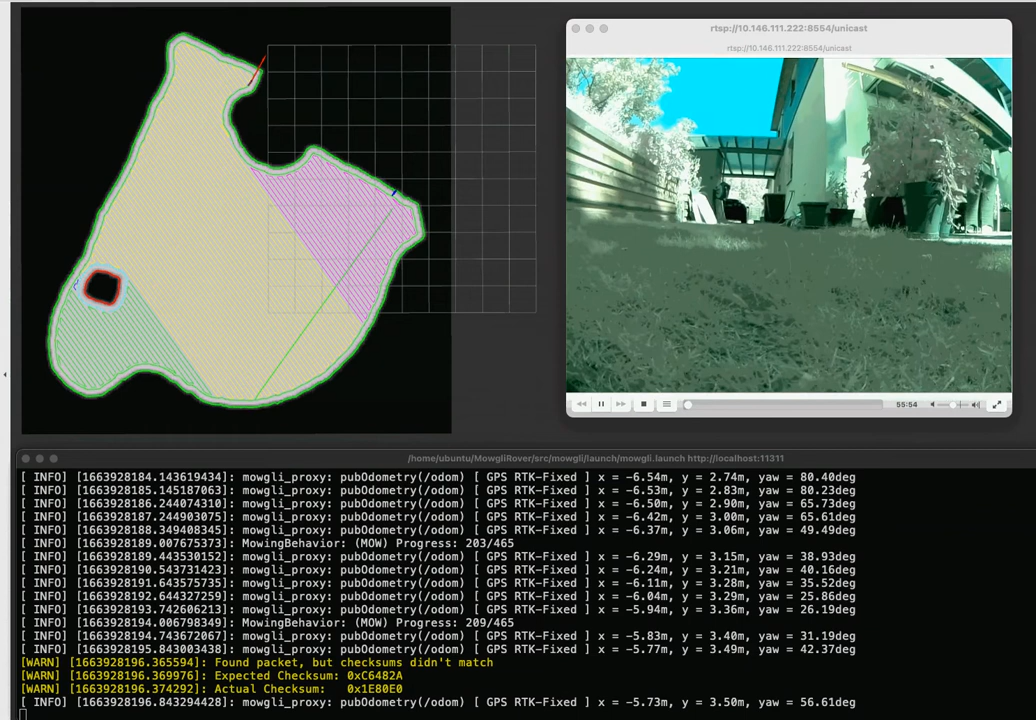 rtsp://10.146.111.222:8554/unicast
rtsp://10.146.111.222:8554/unicast
55:54
/home/ubuntu/MowgliRover/src/mowgli/launch/mowgli.launch http://localhost:11311
[ INFO] [1663928184.143619434]: mowgli_proxy: pubOdometry(/odom) [ GPS RTK-Fixed ] x = -6.54m, y = 2.74m, yaw = 80.40deg
[ INFO] [1663928185.145187063]: mowgli_proxy: pubOdometry(/odom) [ GPS RTK-Fixed ] x = -6.53m, y = 2.83m, yaw = 80.23deg
[ INFO] [1663928186.244074310]: mowgli_proxy: pubOdometry(/odom) [ GPS RTK-Fixed ] x = -6.50m, y = 2.90m, yaw = 65.73deg
[ INFO] [1663928187.244903075]: mowgli_proxy: pubOdometry(/odom) [ GPS RTK-Fixed ] x = -6.42m, y = 3.00m, yaw = 65.61deg
[ INFO] [1663928188.349408345]: mowgli_proxy: pubOdometry(/odom) [ GPS RTK-Fixed ] x = -6.37m, y = 3.06m, yaw = 49.49deg
[ INFO] [1663928189.007675373]: MowingBehavior: (MOW) Progress: 203/465
[ INFO] [1663928189.443530152]: mowgli_proxy: pubOdometry(/odom) [ GPS RTK-Fixed ] x = -6.29m, y = 3.15m, yaw = 38.93deg
[ INFO] [1663928190.543731423]: mowgli_proxy: pubOdometry(/odom) [ GPS RTK-Fixed ] x = -6.24m, y = 3.21m, yaw = 40.16deg
[ INFO] [1663928191.643575735]: mowgli_proxy: pubOdometry(/odom) [ GPS RTK-Fixed ] x = -6.11m, y = 3.28m, yaw = 35.52deg
[ INFO] [1663928192.644327259]: mowgli_proxy: pubOdometry(/odom) [ GPS RTK-Fixed ] x = -6.04m, y = 3.29m, yaw = 25.86deg
[ INFO] [1663928193.742606213]: mowgli_proxy: pubOdometry(/odom) [ GPS RTK-Fixed ] x = -5.94m, y = 3.36m, yaw = 26.19deg
[ INFO] [1663928194.006798349]: MowingBehavior: (MOW) Progress: 209/465
[ INFO] [1663928194.743672067]: mowgli_proxy: pubOdometry(/odom) [ GPS RTK-Fixed ] x = -5.83m, y = 3.40m, yaw = 31.19deg
[ INFO] [1663928195.843003438]: mowgli_proxy: pubOdometry(/odom) [ GPS RTK-Fixed ] x = -5.77m, y = 3.49m, yaw = 42.37deg
[WARN] [1663928196.365594]: Found packet, but checksums didn't match
[WARN] [1663928196.369976]: Expected Checksum: 0xC6482A
[WARN] [1663928196.374292]: Actual Checksum:   0x1E80E0
[ INFO] [1663928196.843294428]: mowgli_proxy: pubOdometry(/odom) [ GPS RTK-Fixed ] x = -5.73m, y = 3.50m, yaw = 56.61deg